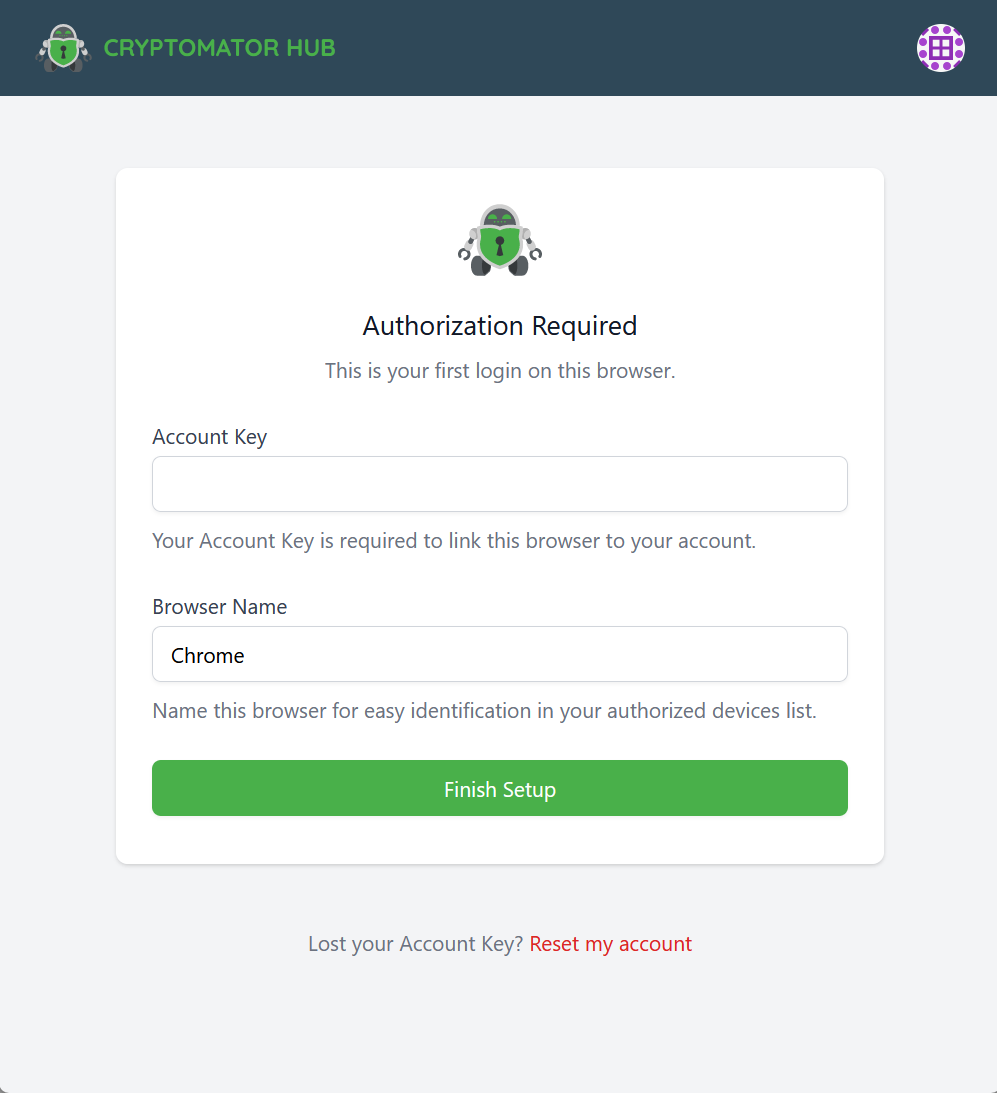 CRYPTOMATOR HUB
Authorization Required
This is your first login on this browser.
Account Key
Your Account Key is required to link this browser to your account.
Browser Name
Chrome
Name this browser for easy identification in your authorized devices list.
Finish Setup
Lost your Account Key? Reset my account